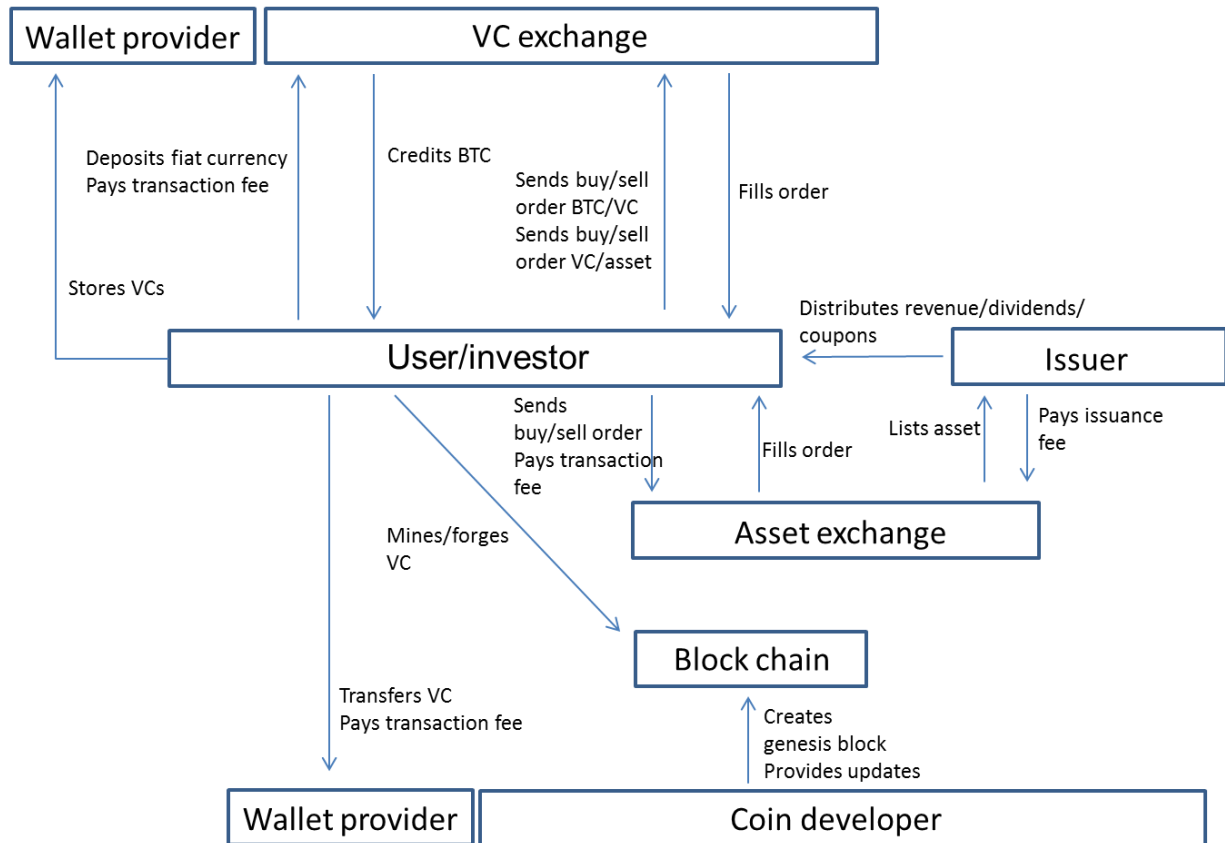 Wallet provider
VC exchange
Deposits fiat currency
Pays transaction fee
Credits BTC
Sends buy/sell
order BTC/VC
Sends buy/sell
order VC/asset
Fills order
Stores VCs
Distributes revenue/dividends/
coupons
User/investor
Issuer
Sends
buy/sell order
Pays transaction
fee
Fills order
Lists asset
Pays issuance
fee
Asset exchange
Mines/forges
VC
Block chain
Transfers VC
Pays transaction fee
Creates
genesis block
Provides updates
Wallet provider
Coin developer